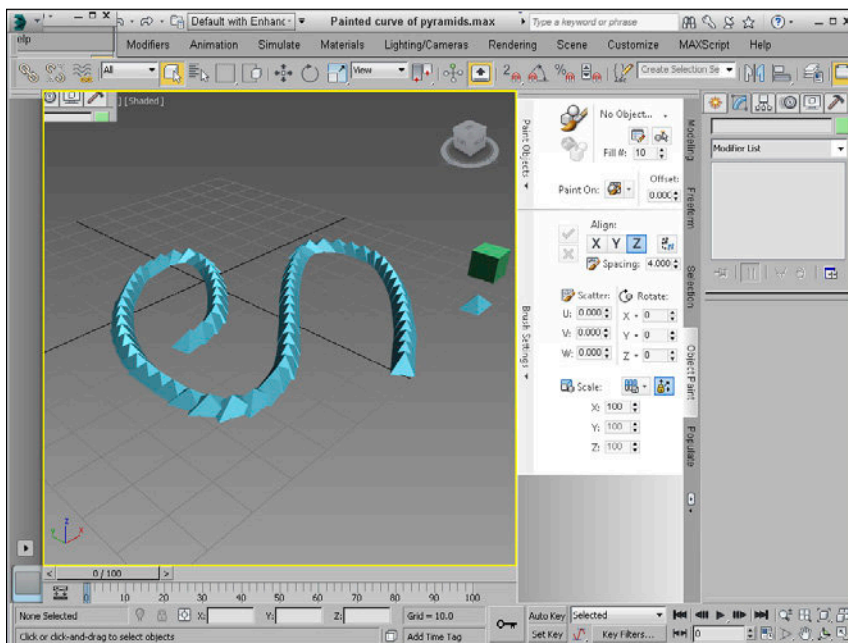 Default with Enhanc
Painted curve of pyramids.max
Type a keyword or phrase
elp
Modifiers Animation Simulate Materials Lighting/Cameras Rendering Scene Customize MAXScript Help
All
View
Create Selection Se
] [Shaded]
Paint Objects
No Object...
Fill #: 10
Paint On:
Offset:
0.000
Modeling
Freeform
Selection
Object Paint
Populate
Modifier List
Brush Settings
Align:
X Y Z
Spacing: 4.000
Scatter: Rotate:
U: 0.000 X 0
V: 0.000 Y 0
W: 0.000 Z 0
Scale:
X: 100
Y: 100
Z: 100
z
y x
< 0 / 100 >
0 10 20 30 40 50 60 70 80 90 100
None Selected X: Y: Z: Grid = 10.0 Auto Key Selected
Click or click-and-drag to select objects Add Time Tag Set Key Key Filters... 0